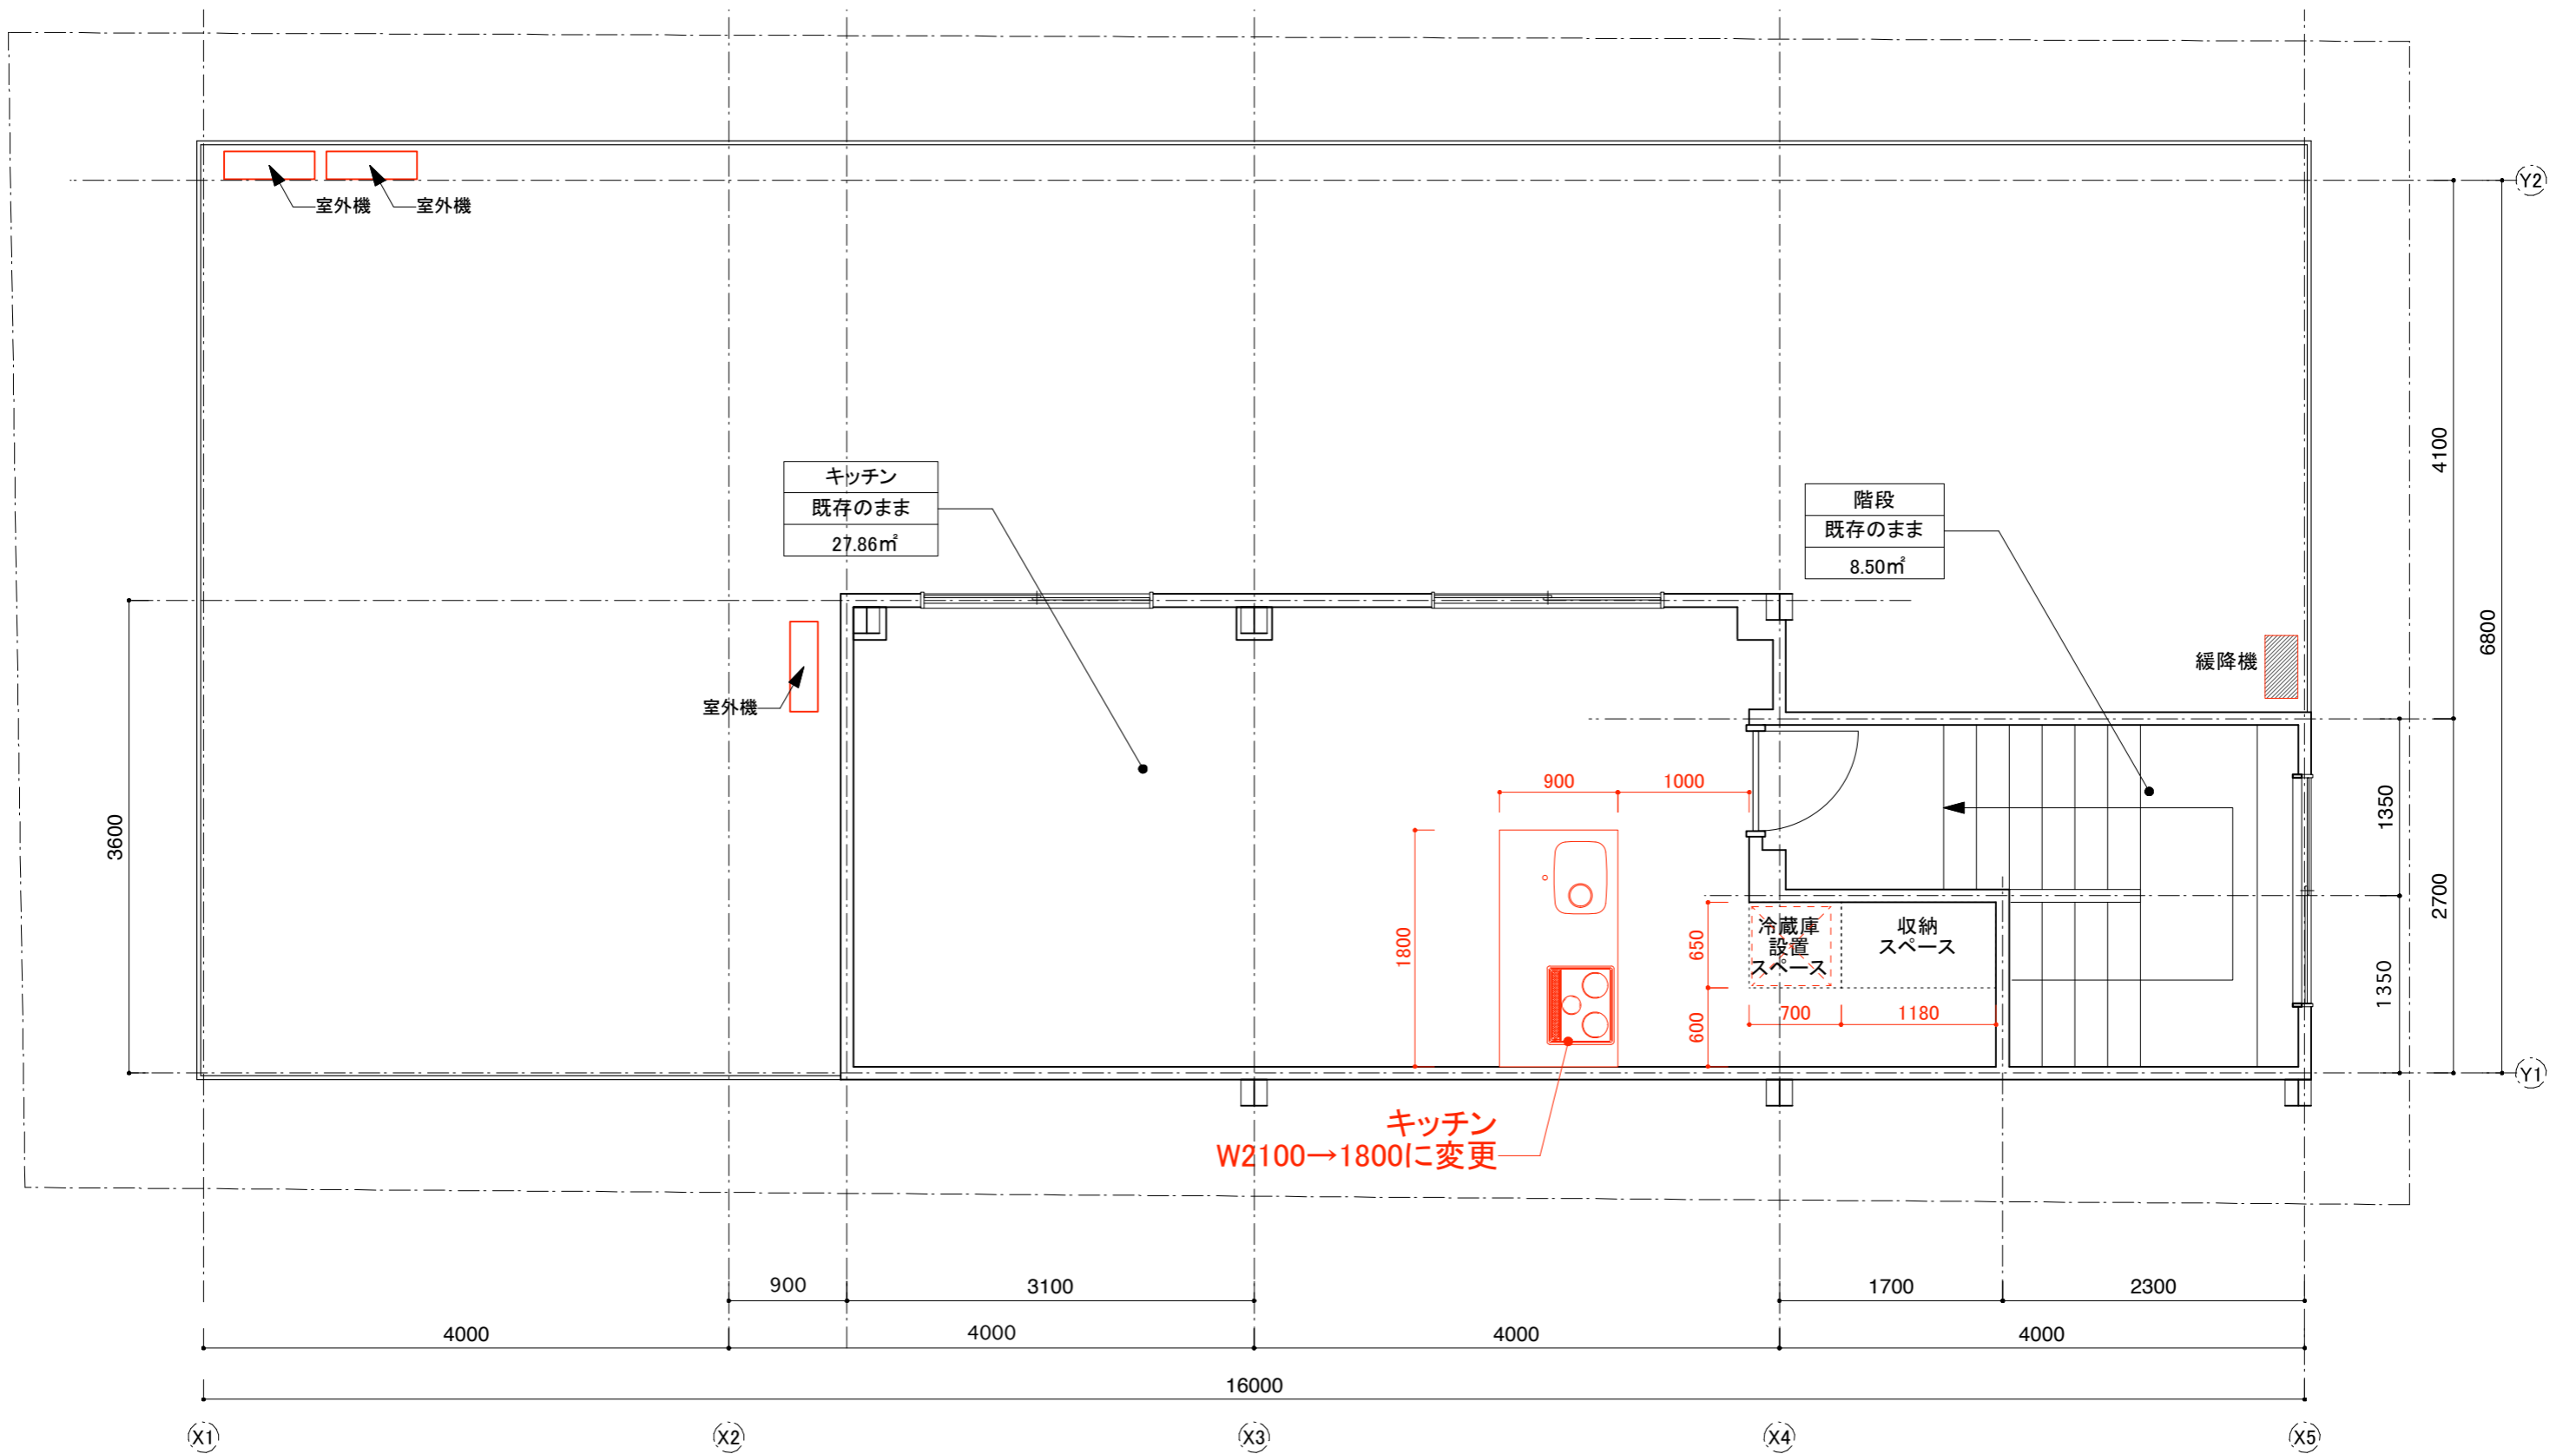 室外機
室外機
Y2
4100
6800
キッチン
既存のまま
27.86㎡
階段
既存のまま
8.50㎡
緩降機
室外機
900
1000
3600
1350
2700
1800
冷蔵庫
設置
スペース
収納
スペース
650
600
700
1180
1350
Y1
キッチン
W2100→1800に変更
900
3100
1700
2300
4000
4000
4000
4000
16000
X1
X2
X3
X4
X5